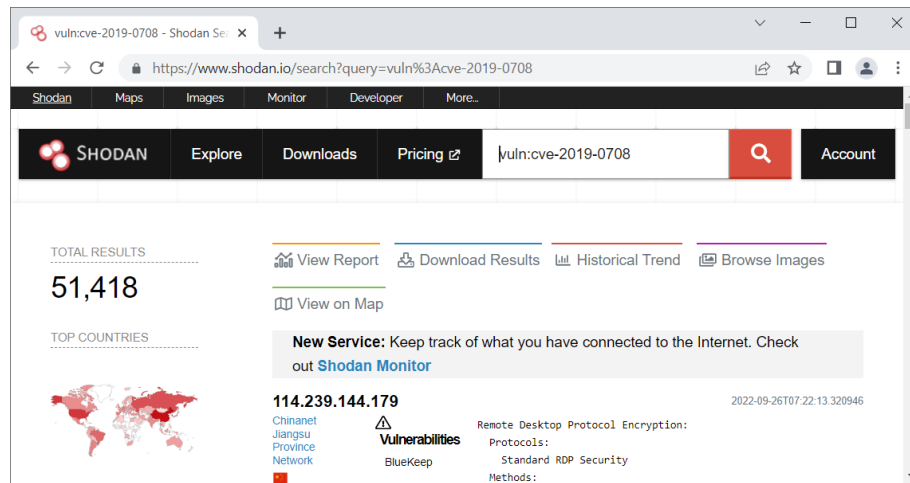 vuln:cve-2019-0708 - Shodan Se
https://www.shodan.io/search?query=vuln%3Acve-2019-0708
Shodan Maps Images Monitor Developer More...
SHODAN Explore Downloads Pricing vuln:cve-2019-0708 Account
TOTAL RESULTS
51,418
TOP COUNTRIES
View Report Download Results Historical Trend Browse Images
View on Map
New Service: Keep track of what you have connected to the Internet. Check
out Shodan Monitor
114.239.144.179 2022-09-26T07:22:13.320946
Chinanet
Jiangsu
Province
Network
Vulnerabilities
BlueKeep
Remote Desktop Protocol Encryption:
Protocols:
Standard RDP Security
Methods: